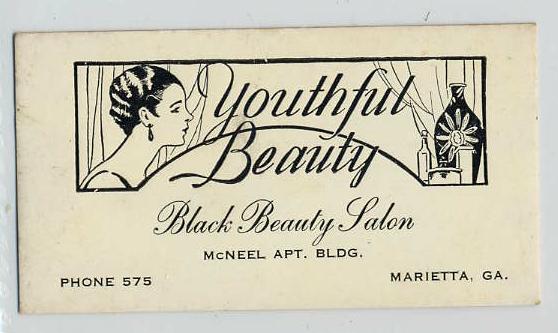 Youthful
Beauty
Black Beauty Salon
McNEEL APT. BLDG.
PHONE 575
MARIETTA, GA.